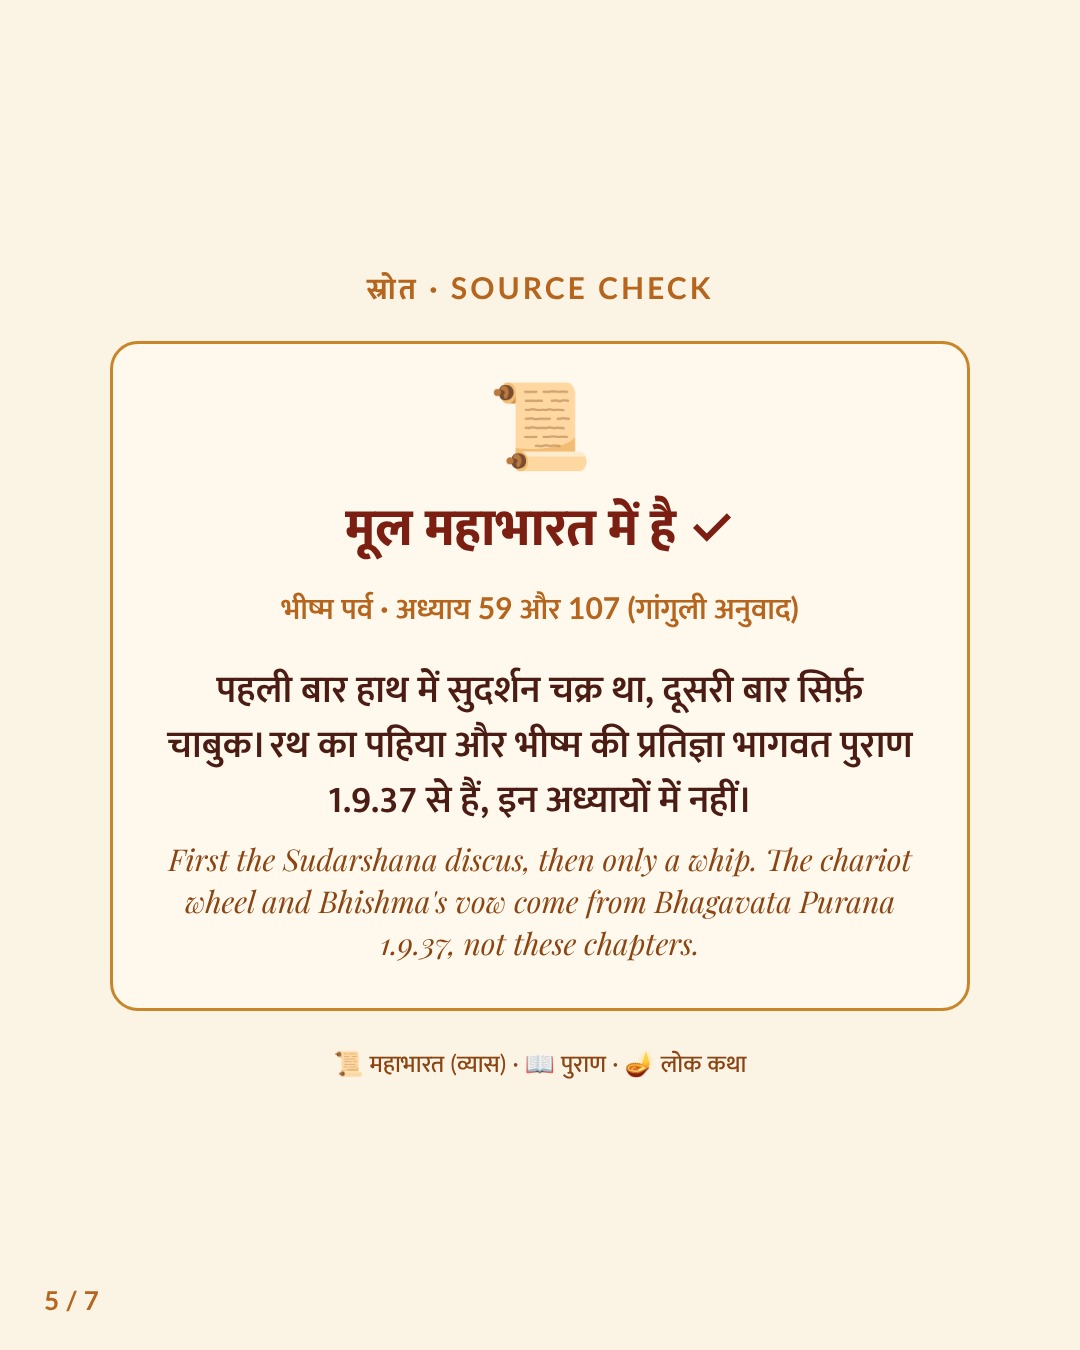 स्रोत · SOURCE CHECK
मूल महाभारत में है ✓
भीष्म पर्व · अध्याय 59 और 107 (गांगुली अनुवाद)
पहली बार हाथ में सुदर्शन चक्र था, दूसरी बार सिर्फ़
चाबुक। रथ का पहिया और भीष्म की प्रतिज्ञा भागवत पुराण
1.9.37 से हैं, इन अध्यायों में नहीं।
First the Sudarshana discus, then only a whip. The chariot
wheel and Bhishma's vow come from Bhagavata Purana
1.9.37, not these chapters.
📜 महाभारत (व्यास) · 📖 पुराण · 🪔 लोक कथा
5 / 7